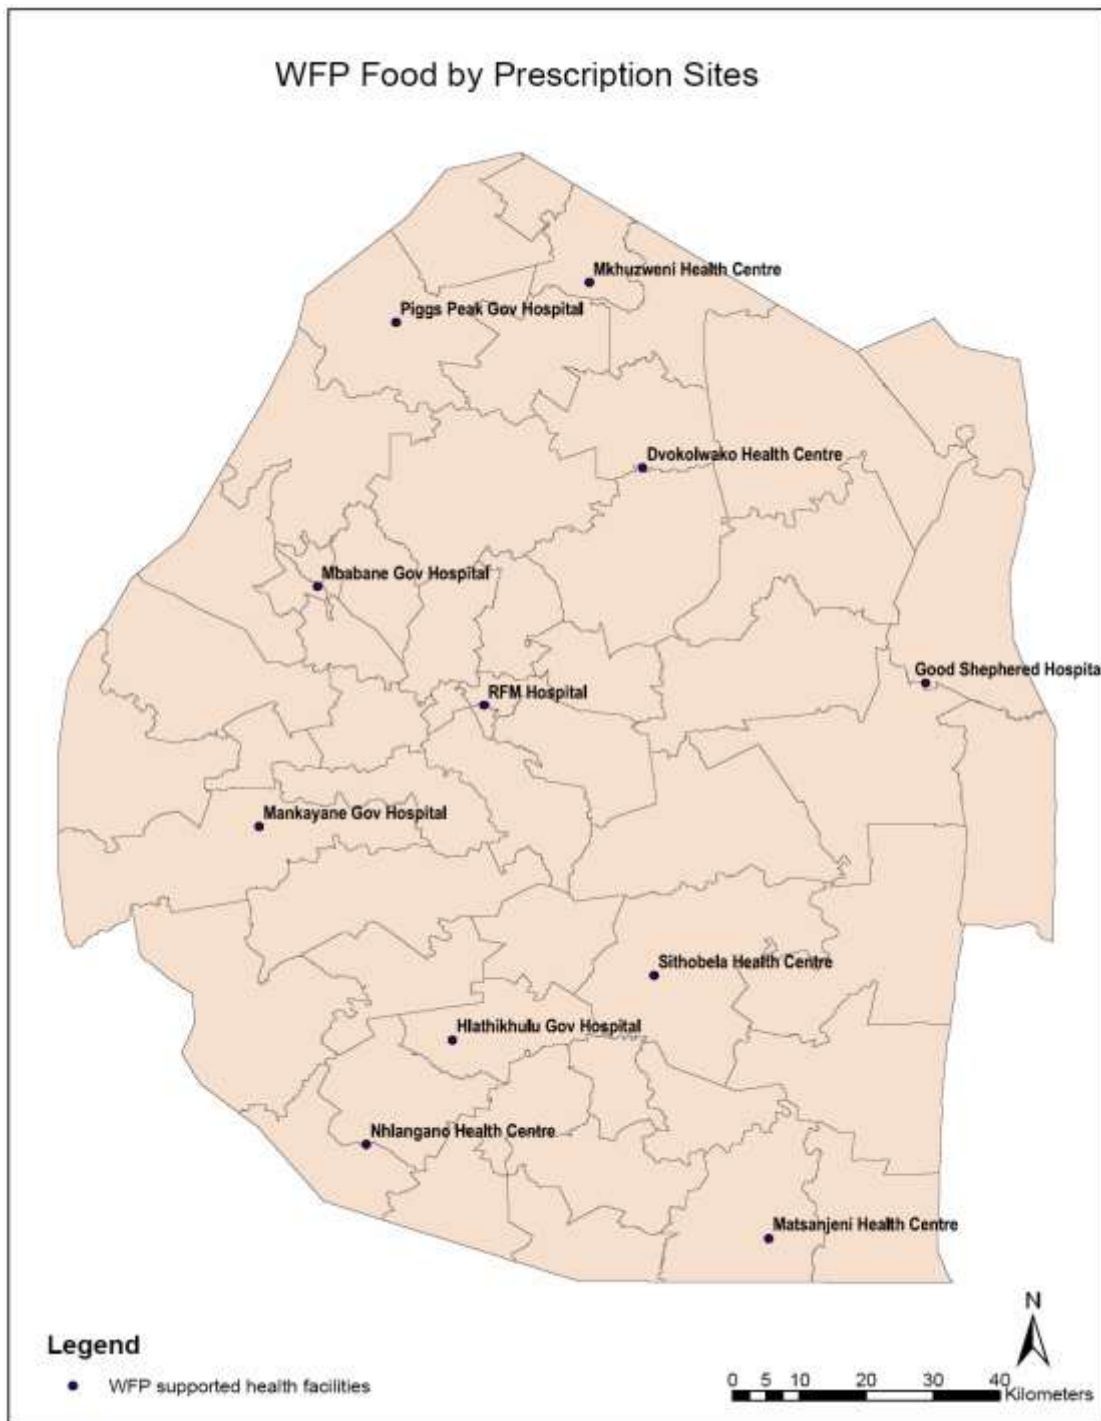 WFP Food by Prescription Sites
Mkhuzweni Health Centre
Piggs Peak Gov Hospital
Dvokolwako Health Centre
Mbabane Gov Hospital
Good Shephered Hospita
RFM Hospital
Mankayane Gov Hospital
Sithobela Health Centre
Hlathikhulu Gov Hospital
Nhlangano Health Centre
Matsanjeni Health Centre
N
Legend
WFP supported health facilities
0 5 10 20 30 40
Kilometers